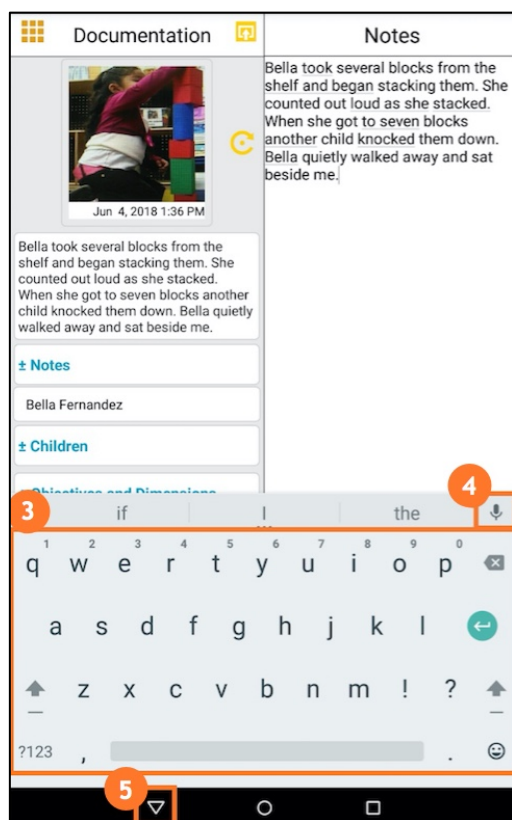 Documentation
Notes
Jun 4, 2018 1:36 PM
Bella took several blocks from the
shelf and began stacking them. She
counted out loud as she stacked.
When she got to seven blocks another
child knocked them down. Bella quietly
walked away and sat beside me.
± Notes
Bella Fernandez
± Children
Objectives and Dimensions
Bella took several blocks from the
shelf and began stacking them. She
counted out loud as she stacked.
When she got to seven blocks
another child knocked them down.
Bella quietly walked away and sat
beside me.
3
4
if I the
1 2 3 4 5 6 7 8 9 0
q w e r t y u i o p
a s d f g h j k l
z x c v b n m ! ?
?123 , .
5